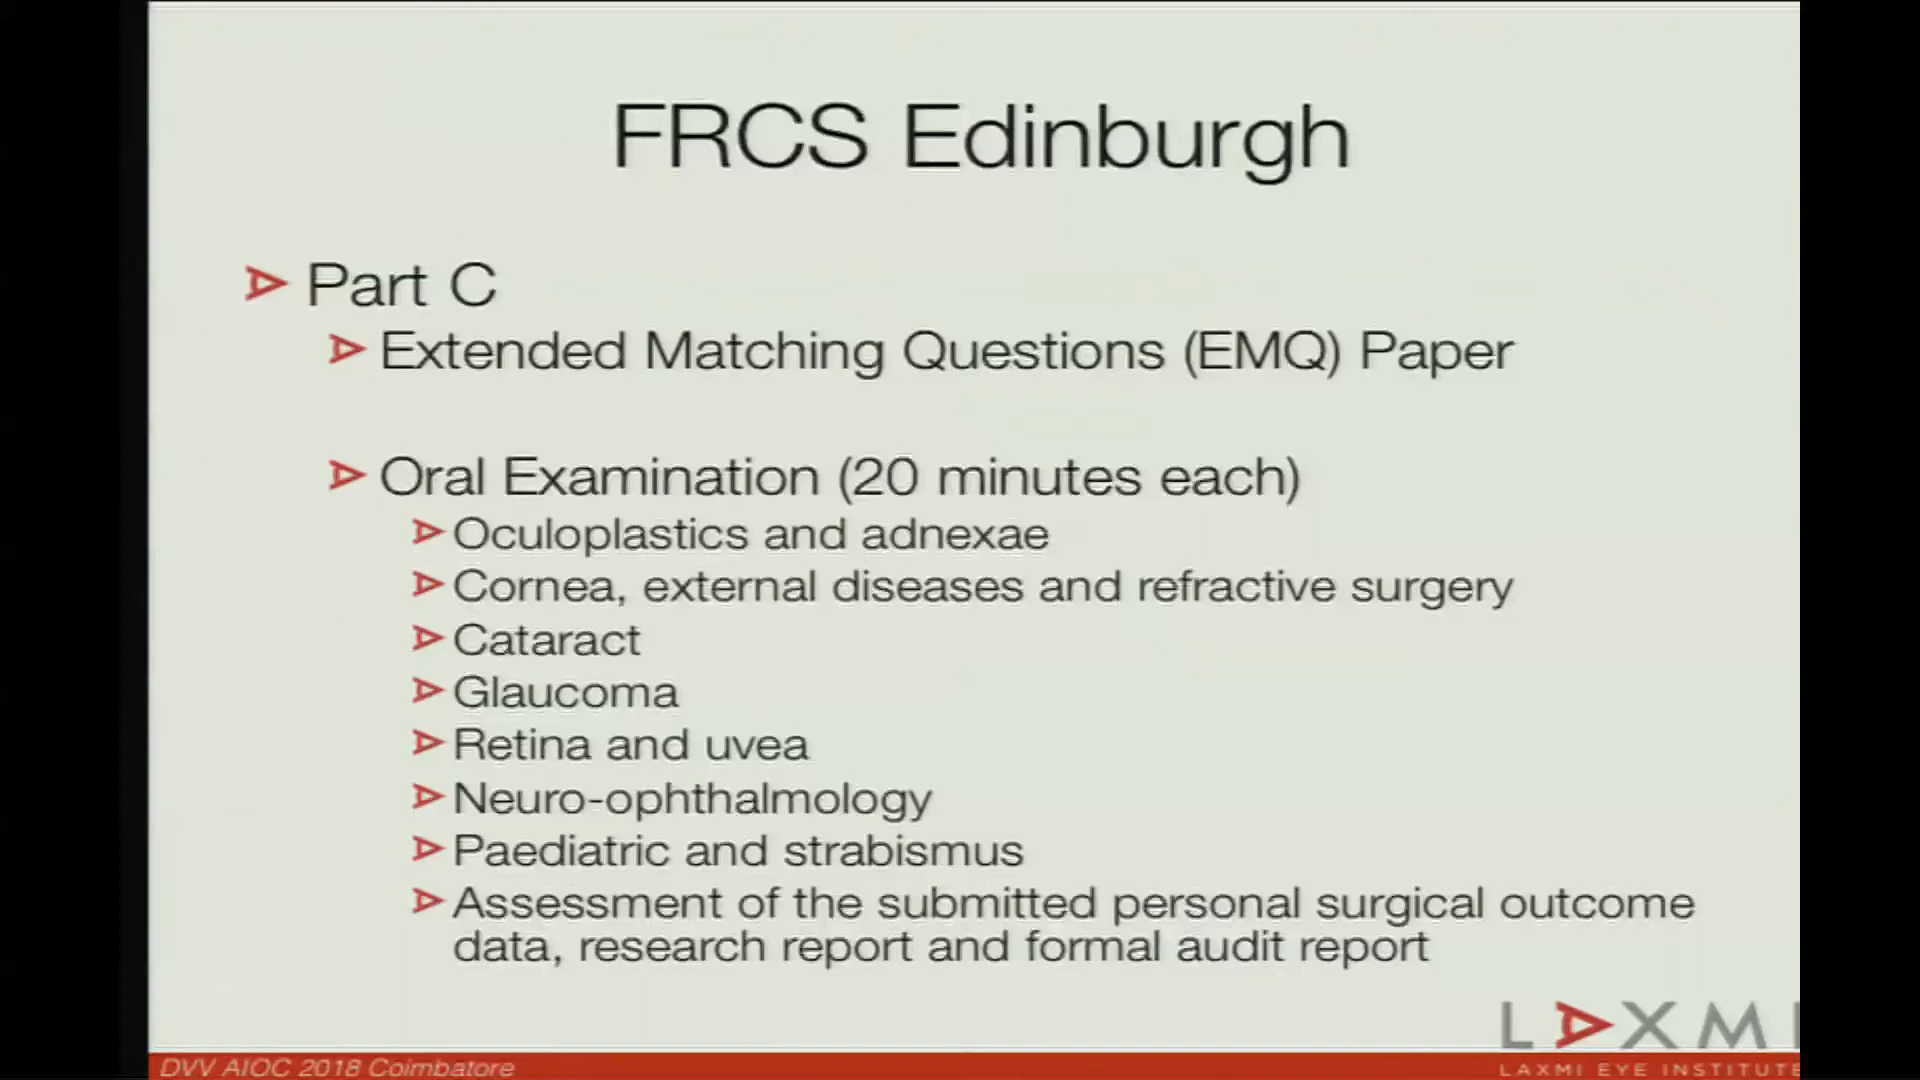 FRCS Edinburgh
Part C
Extended Matching Questions (EMQ) Paper
Oral Examination (20 minutes each)
Oculoplastics and adnexae
Cornea, external diseases and refractive surgery
Cataract
Glaucoma
Retina and uvea
Neuro-ophthalmology
Paediatric and strabismus
Assessment of the submitted personal surgical outcome
data, research report and formal audit report
LAXMI
DVV AIOC 2018 Coimbatore
LAXMI EYE INSTITUTE